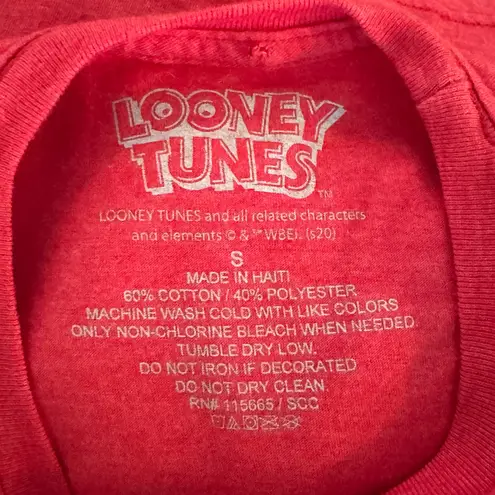 LOONEY
TUNES
TM
LOONEY TUNES and all related characters
and elements © & ™ WBEI. (s20)
S
MADE IN HAITI
60% COTTON / 40% POLYESTER
MACHINE WASH COLD WITH LIKE COLORS
ONLY NON-CHLORINE BLEACH WHEN NEEDED.
TUMBLE DRY LOW.
DO NOT IRON IF DECORATED
DO NOT DRY CLEAN.
RN# 115665 / SCC